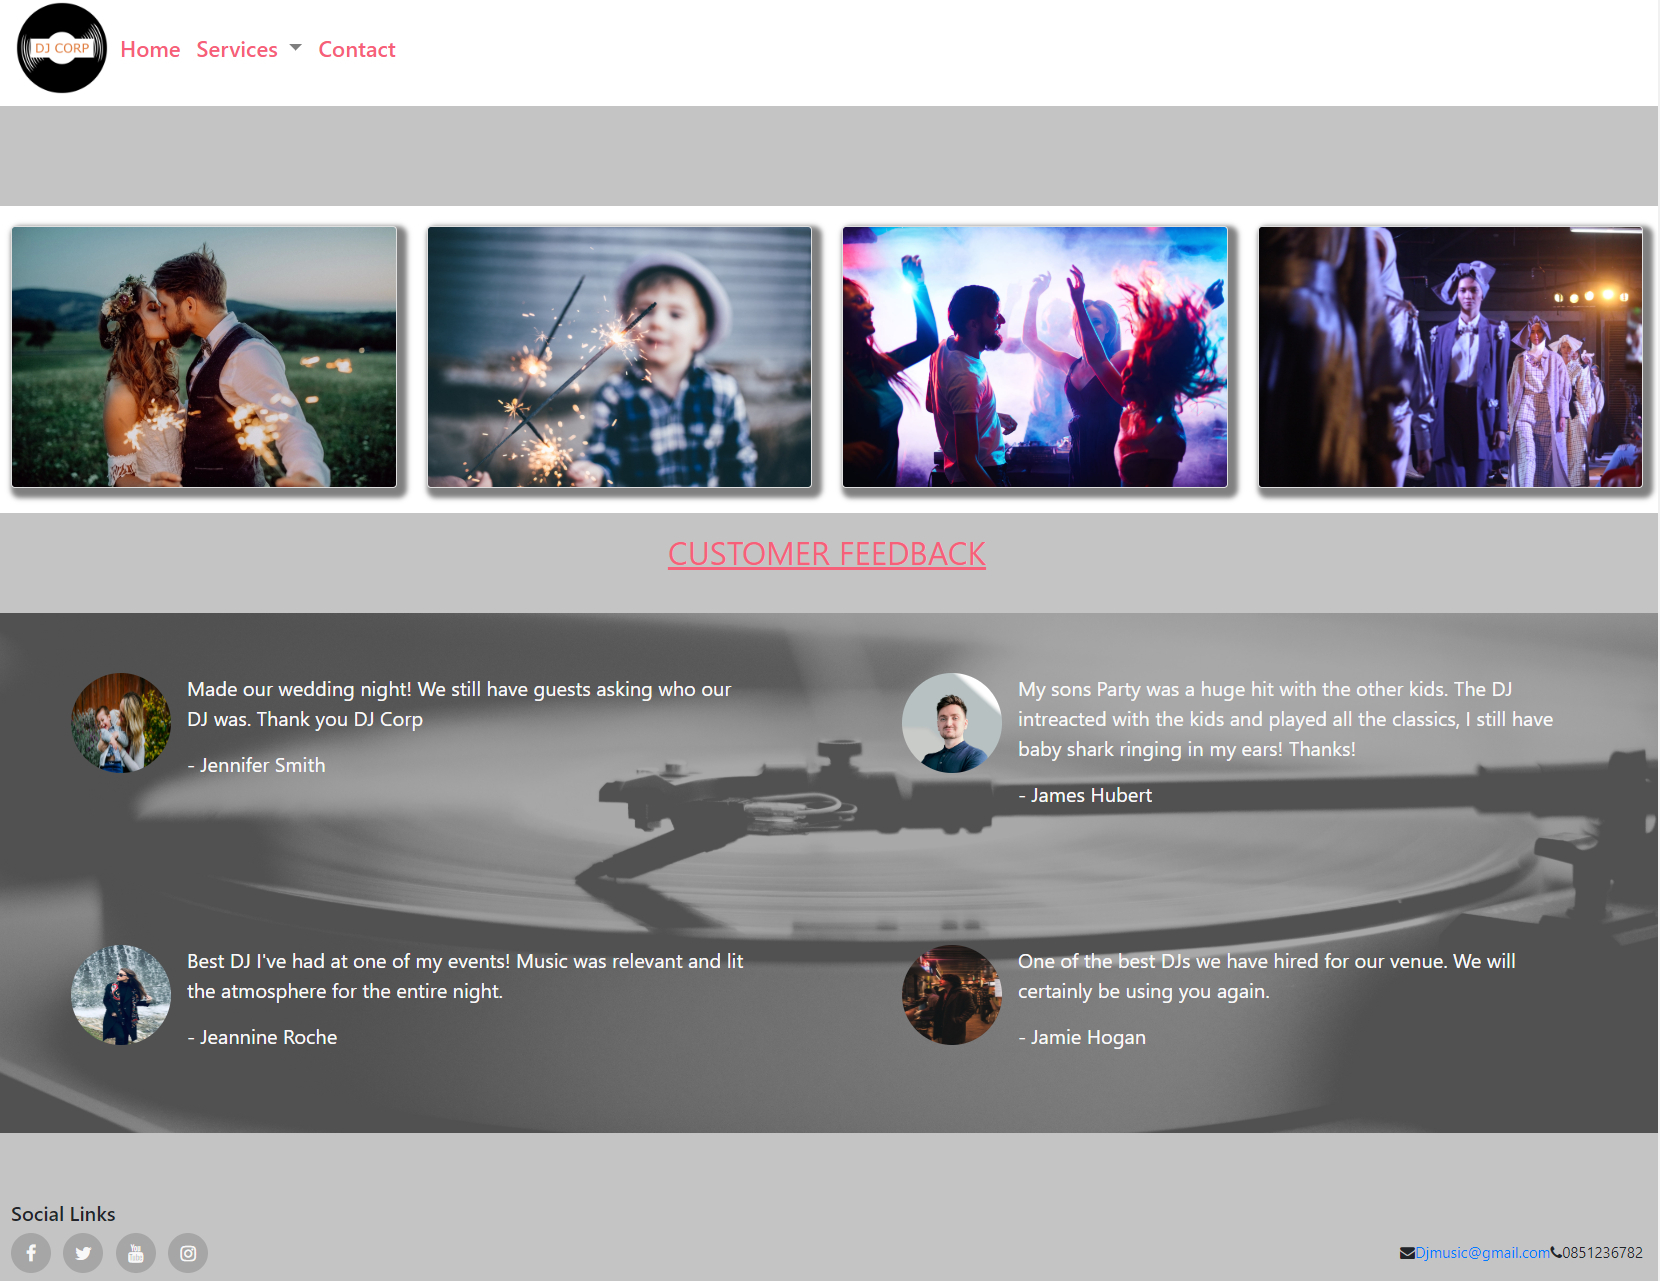 DJ CORP
Home Services Contact
CUSTOMER FEEDBACK
Made our wedding night! We still have guests asking who our
DJ was. Thank you DJ Corp
- Jennifer Smith
My sons Party was a huge hit with the other kids. The DJ
intreacted with the kids and played all the classics, I still have
baby shark ringing in my ears! Thanks!
- James Hubert
Best DJ I've had at one of my events! Music was relevant and lit
the atmosphere for the entire night.
- Jeannine Roche
One of the best DJs we have hired for our venue. We will
certainly be using you again.
- Jamie Hogan
Social Links
You Tube
Djmusic@gmail.com 0851236782